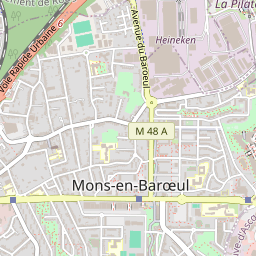 La Pilate
ment de Ro
Avenue du Barœul
Heineken
Voie Rapide Urbaine
M 48 A
Mons-en-Barœul
d'Asc